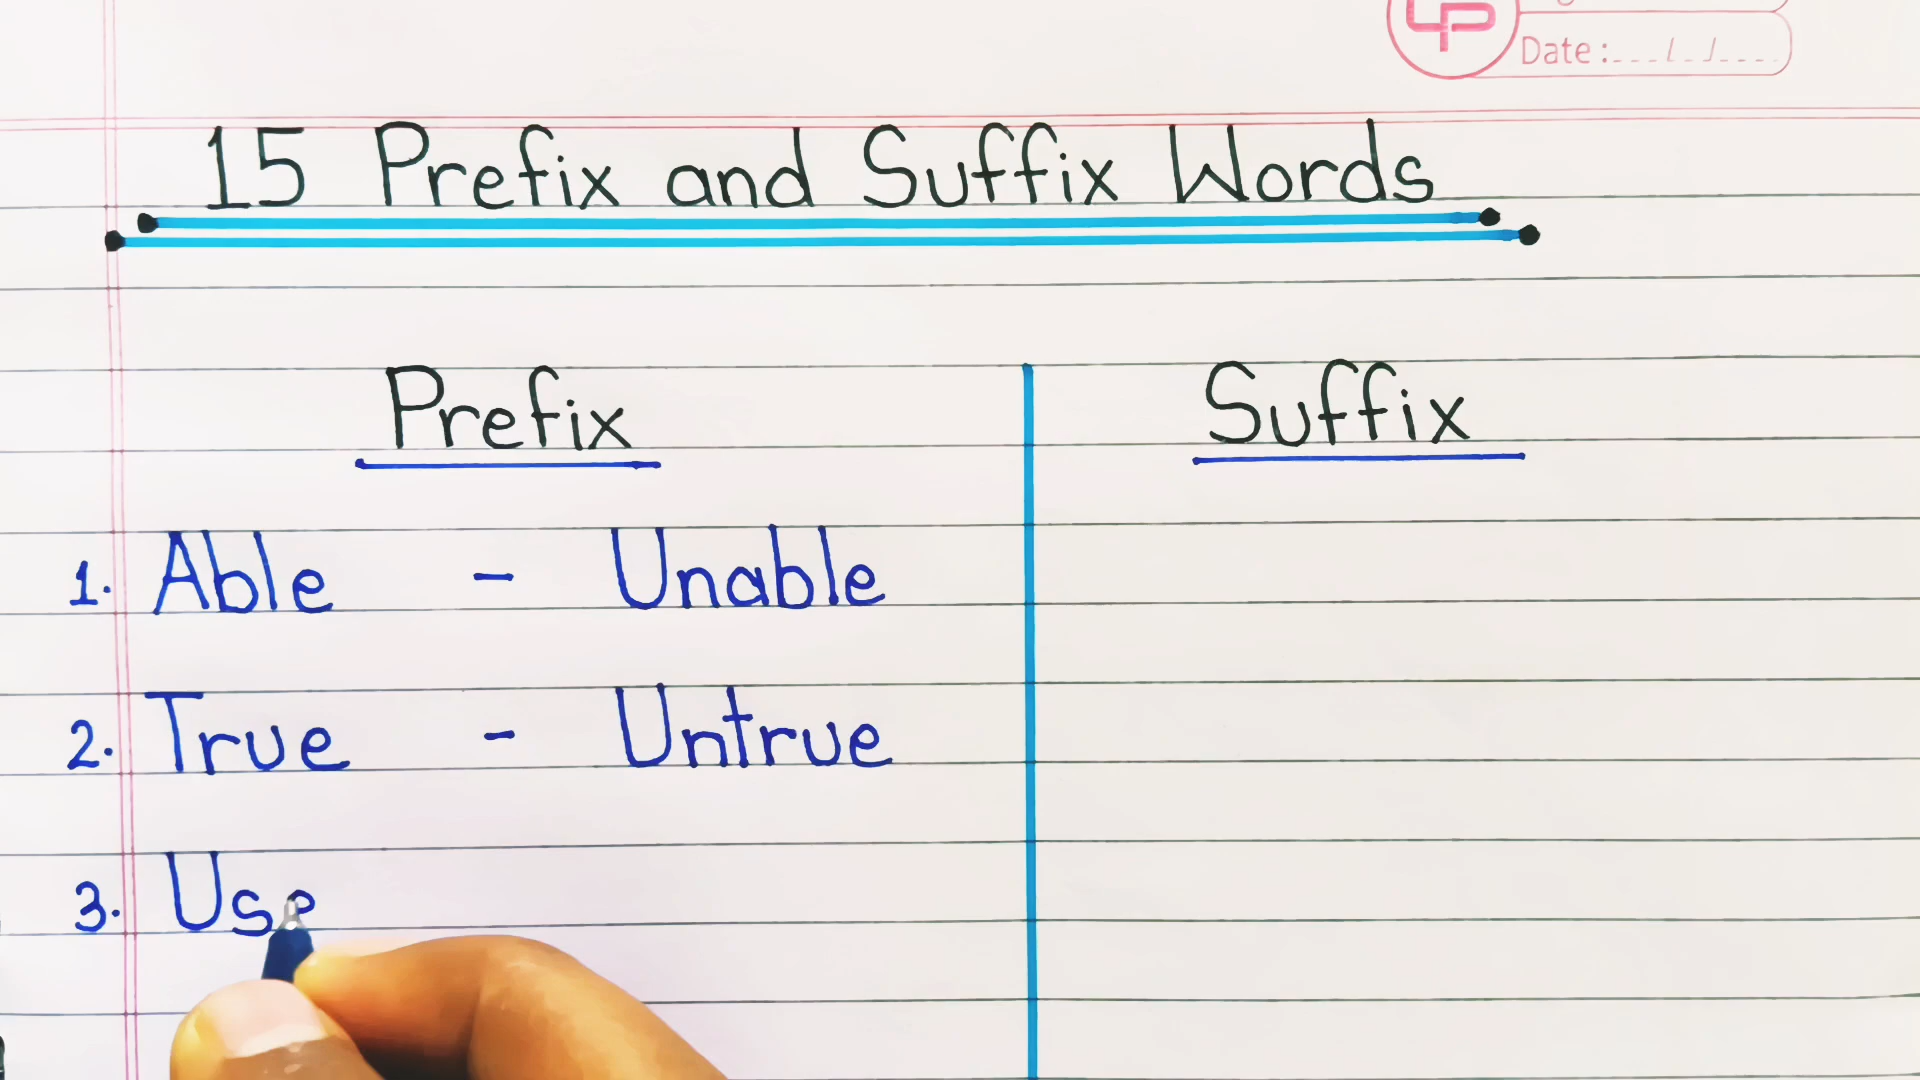 Date :
15 Prefix and Suffix Words
Prefix Suffix
1. Able - Unable
2. True - Untrue
3. Use